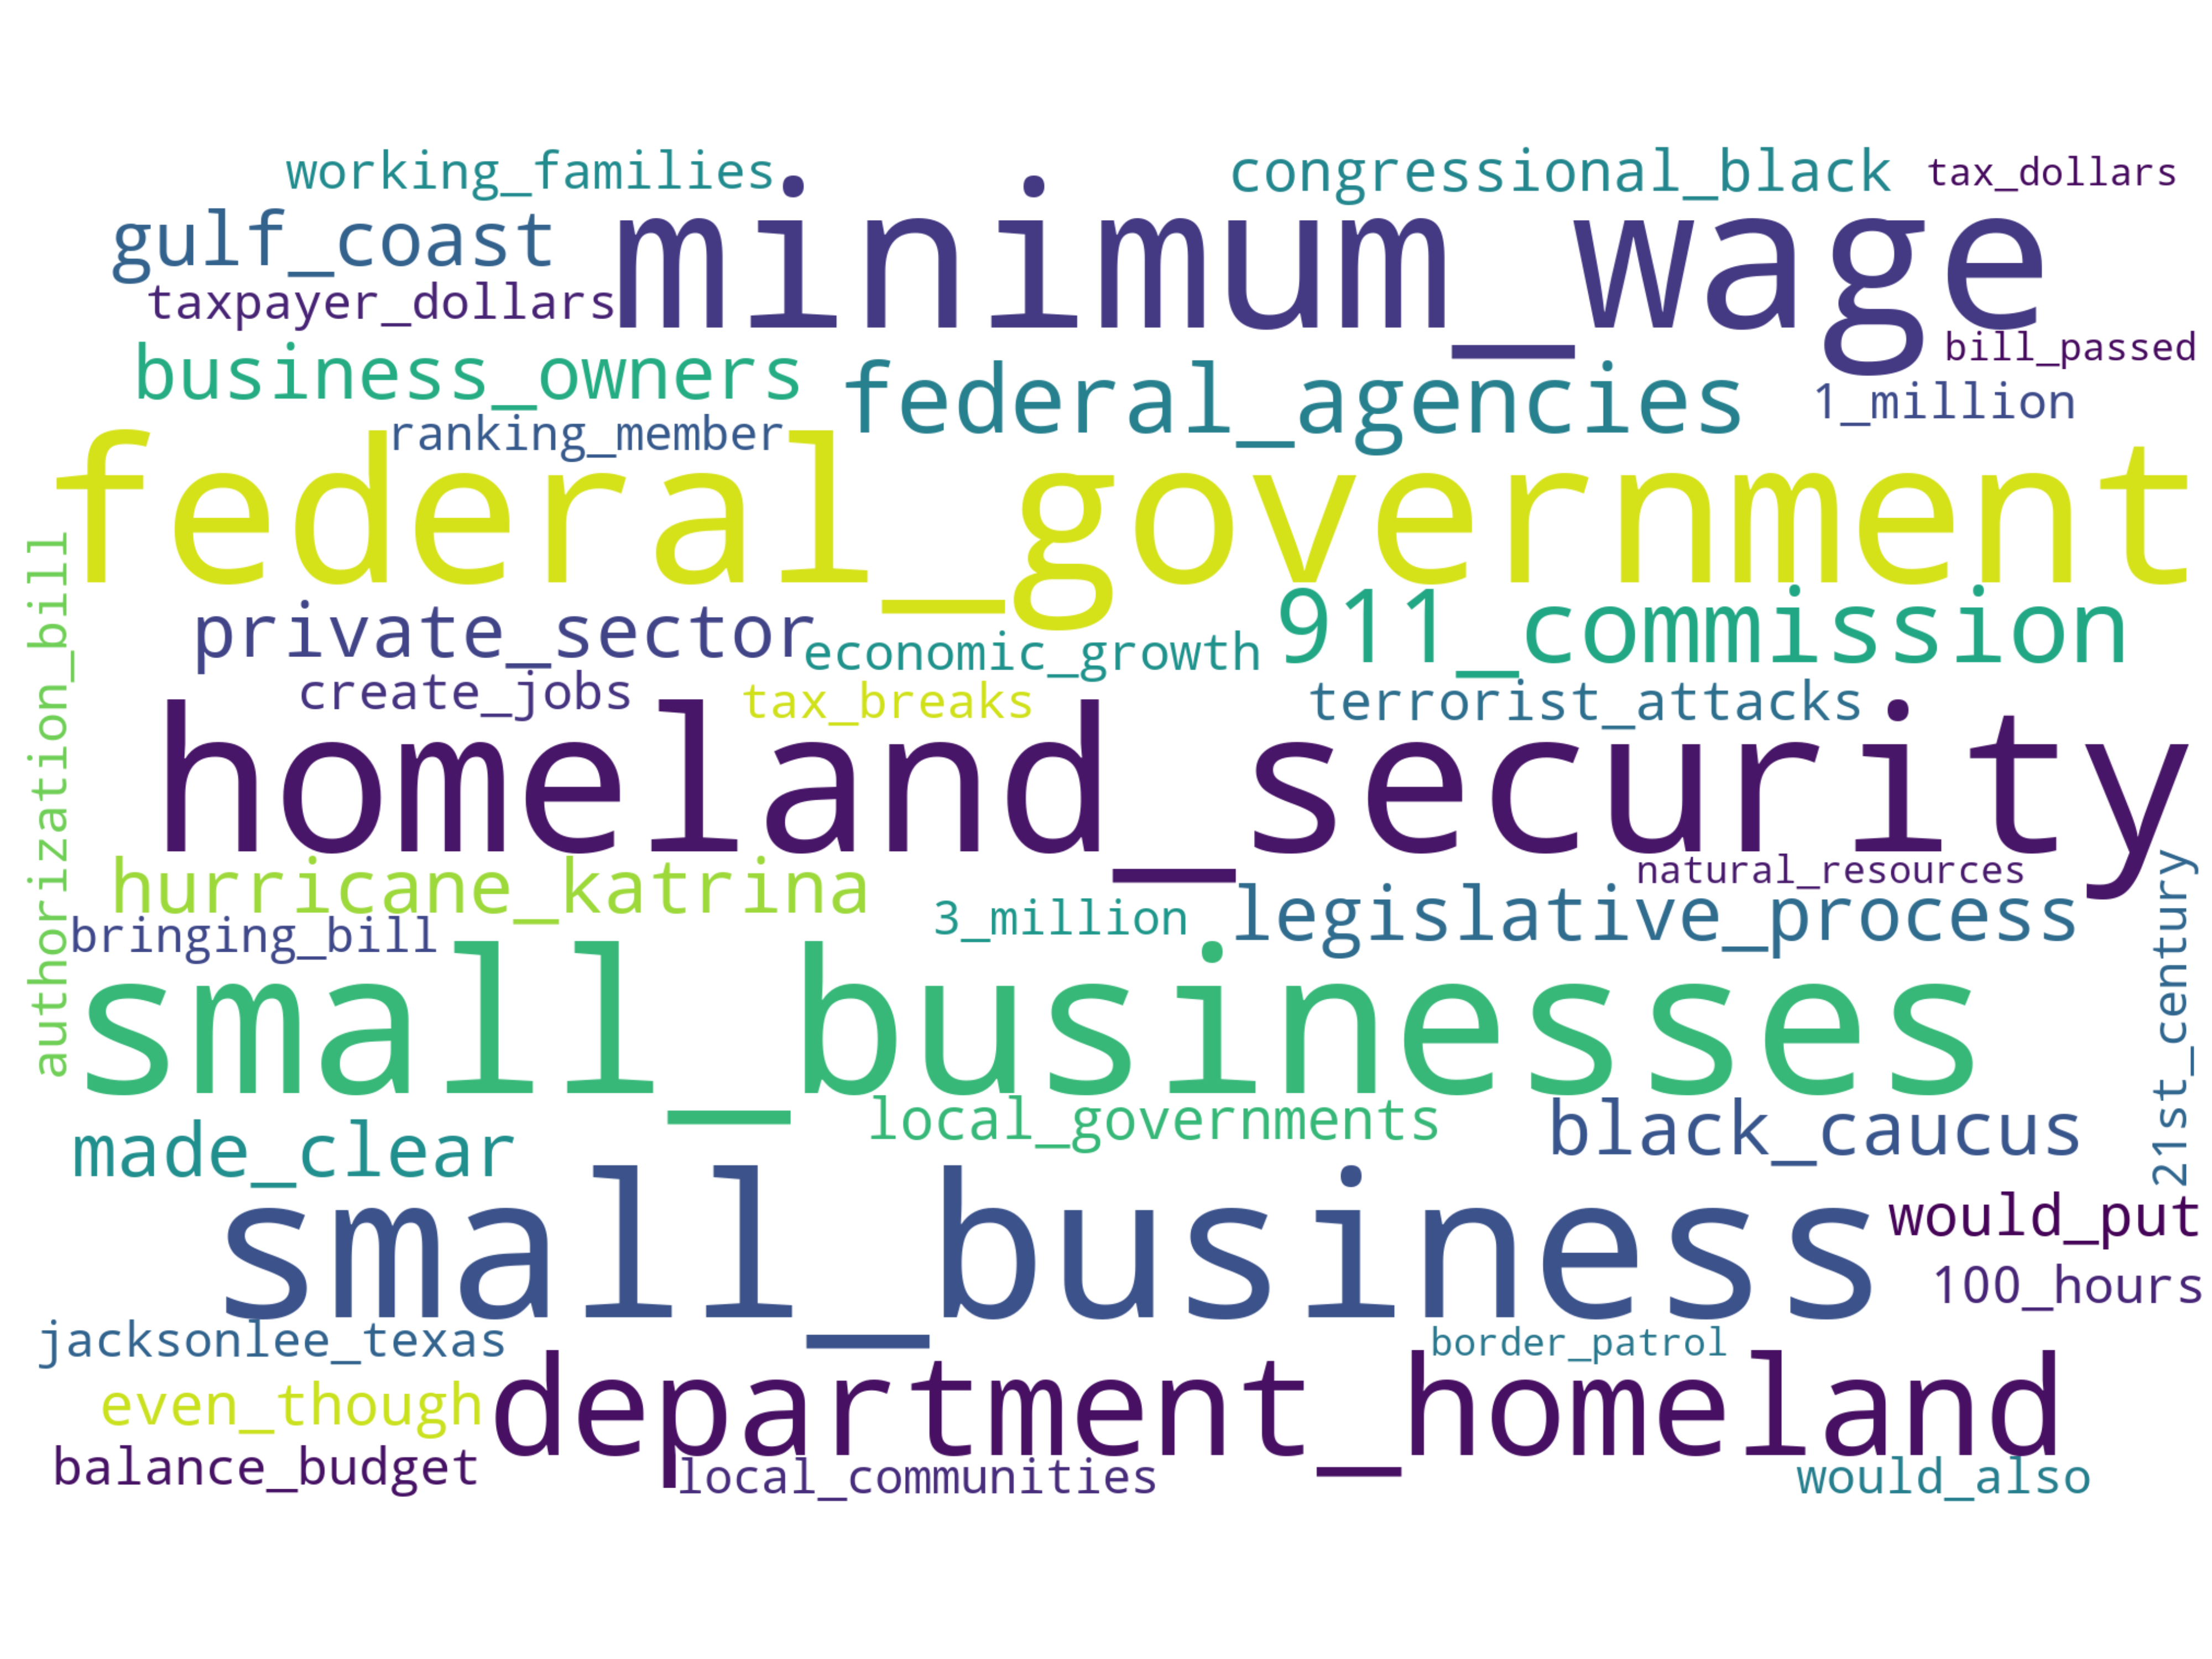 working_families
congressional_black
tax_dollars
minimum_wage
gulf_coast
taxpayer_dollars
bill_passed
business_owners
federal_agencies
1_million
ranking_member
federal_government
authorization_bill
private_sector
economic_growth
911_commission
create_jobs
tax_breaks
terrorist_attacks
homeland_security
hurricane_katrina
natural_resources
bringing_bill
3_million
legislative_process
21st_century
small_businesses
local_governments
black_caucus
made_clear
small_business
would_put
100_hours
jacksonlee_texas
border_patrol
even_though
department_homeland
balance_budget
local_communities
would_also